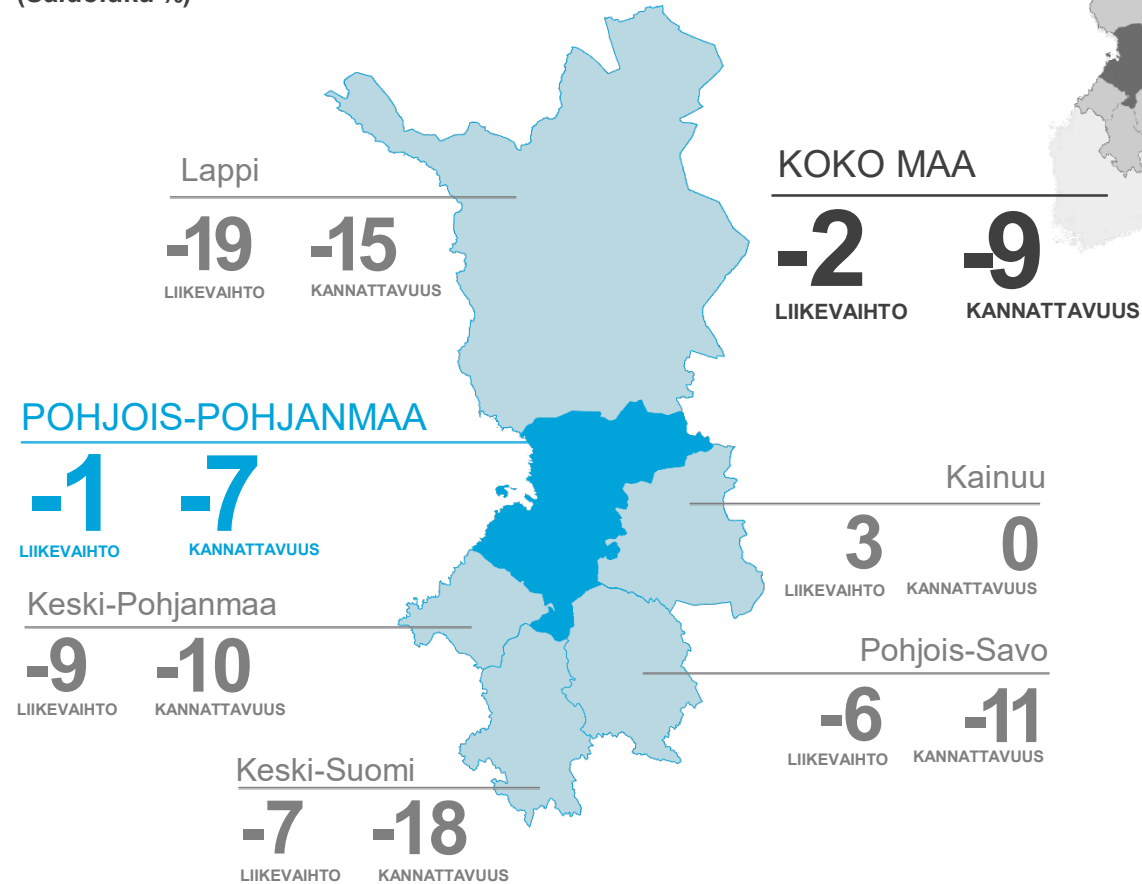 Lappi
-19 -15
LIIKEVAIHTO KANNATTAVUUS
KOKO MAA
-2 -9
LIIKEVAIHTO KANNATTAVUUS
POHJOIS-POHJANMAA
-1 -7
LIIKEVAIHTO KANNATTAVUUS
Kainuu
3 0
LIIKEVAIHTO KANNATTAVUUS
Keski-Pohjanmaa
-9 -10
LIIKEVAIHTO KANNATTAVUUS
Pohjois-Savo
-6 -11
LIIKEVAIHTO KANNATTAVUUS
Keski-Suomi
-7 -18
LIIKEVAIHTO KANNATTAVUUS